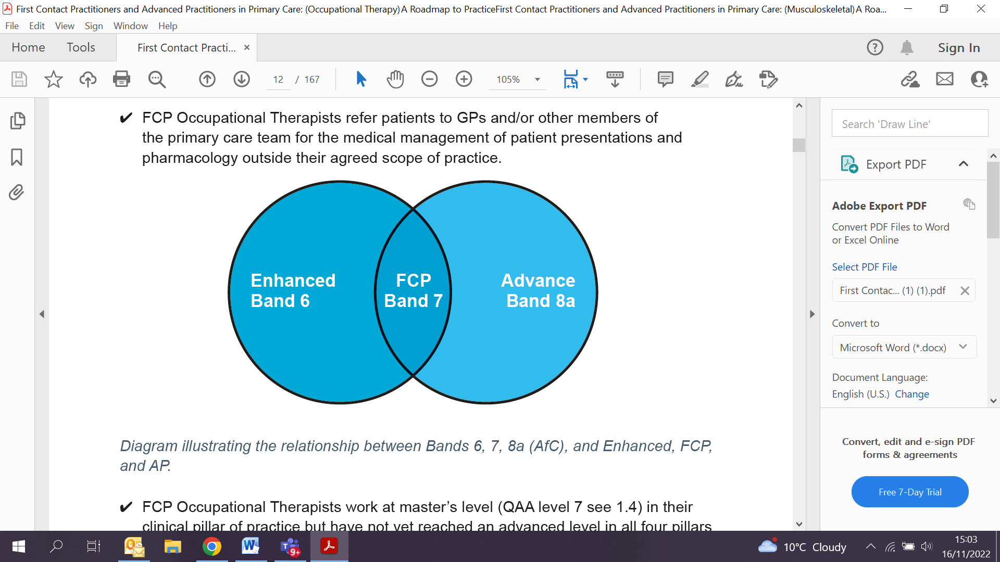 First Contact Practitioners and Advanced Practitioners in Primary Care: (Occupational Therapy)A Roadmap to PracticeFirst Contact Practitioners and Advanced Practitioners in Primary Care: (Musculoskeletal)A Roa...
File Edit View Sign Window Help
Home Tools First Contact Practi... × Sign In
12 / 167 105%
✔ FCP Occupational Therapists refer patients to GPs and/or other members of
the primary care team for the medical management of patient presentations and
pharmacology outside their agreed scope of practice.
Enhanced
Band 6
FCP
Band 7
Advance
Band 8a
Diagram illustrating the relationship between Bands 6, 7, 8a (AfC), and Enhanced, FCP,
and AP.
✔ FCP Occupational Therapists work at master’s level (QAA level 7 see 1.4) in their
clinical pillar of practice but have not yet reached an advanced level in all four pillars
Search 'Draw Line'
Export PDF
Adobe Export PDF
Convert PDF Files to Word
or Excel Online
Select PDF File
First Contac... (1) (1).pdf
Convert to
Microsoft Word (*.docx)
Document Language:
English (U.S.) Change
Convert, edit and e-sign PDF
forms & agreements
Free 7-Day Trial
9+
10°C Cloudy
15:03
16/11/2022